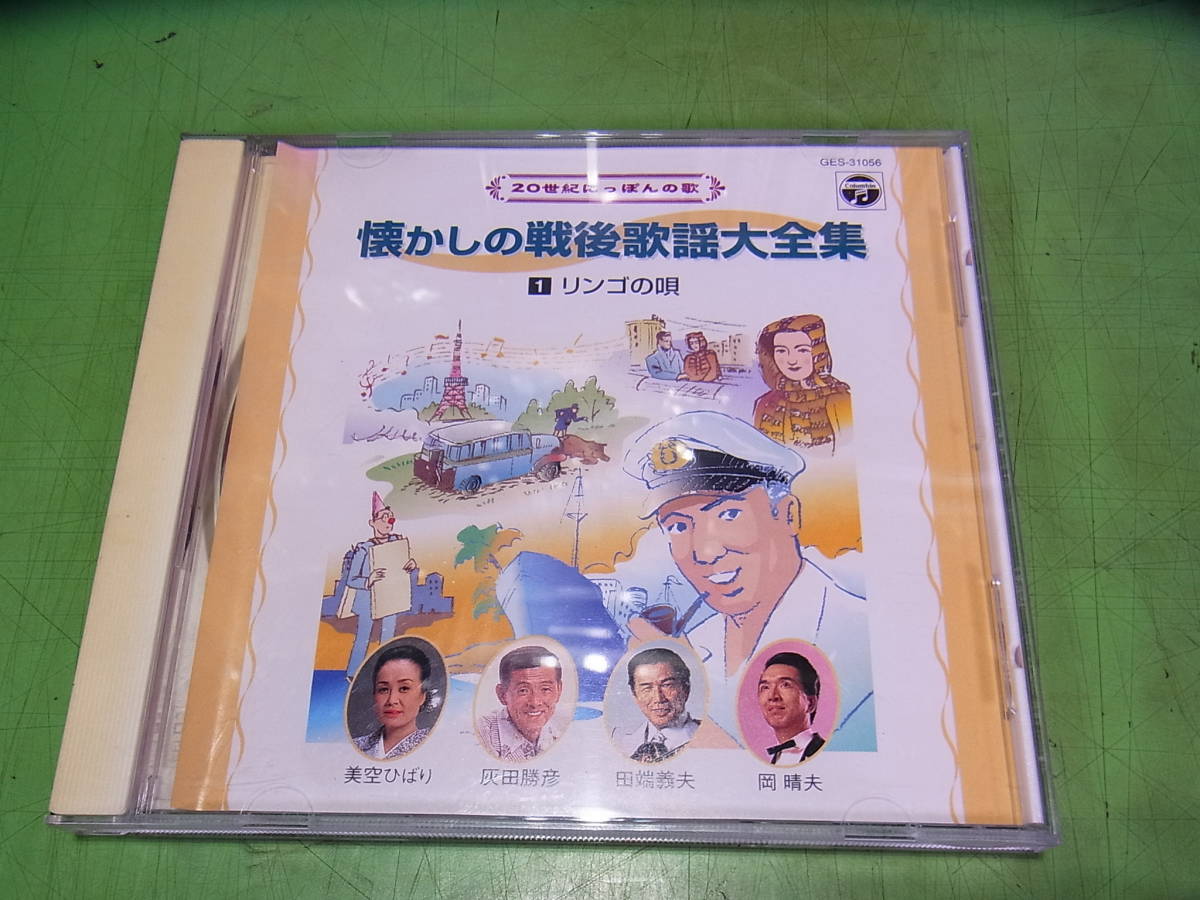 GES-31056
Columbia
20世紀にっぽんの歌
懐かしの戦後歌謡大全集
1 リンゴの唄
美空ひばり 灰田勝彦 田端義夫 岡 晴夫